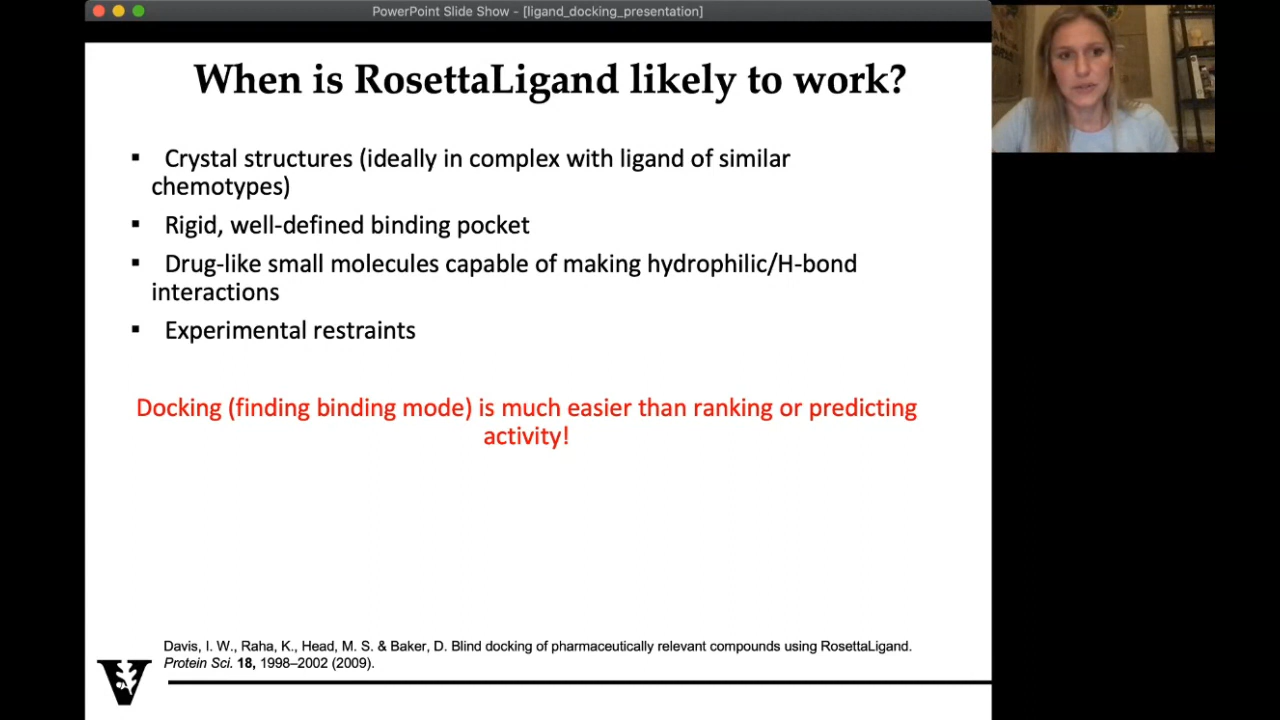 PowerPoint Slide Show - [ligand_docking_presentation]
When is RosettaLigand likely to work?
▪ Crystal structures (ideally in complex with ligand of similar
chemotypes)
▪ Rigid, well-defined binding pocket
▪ Drug-like small molecules capable of making hydrophilic/H-bond
interactions
▪ Experimental restraints
Docking (finding binding mode) is much easier than ranking or predicting
activity!
Davis, I. W., Raha, K., Head, M. S. & Baker, D. Blind docking of pharmaceutically relevant compounds using RosettaLigand.
Protein Sci. 18, 1998–2002 (2009).